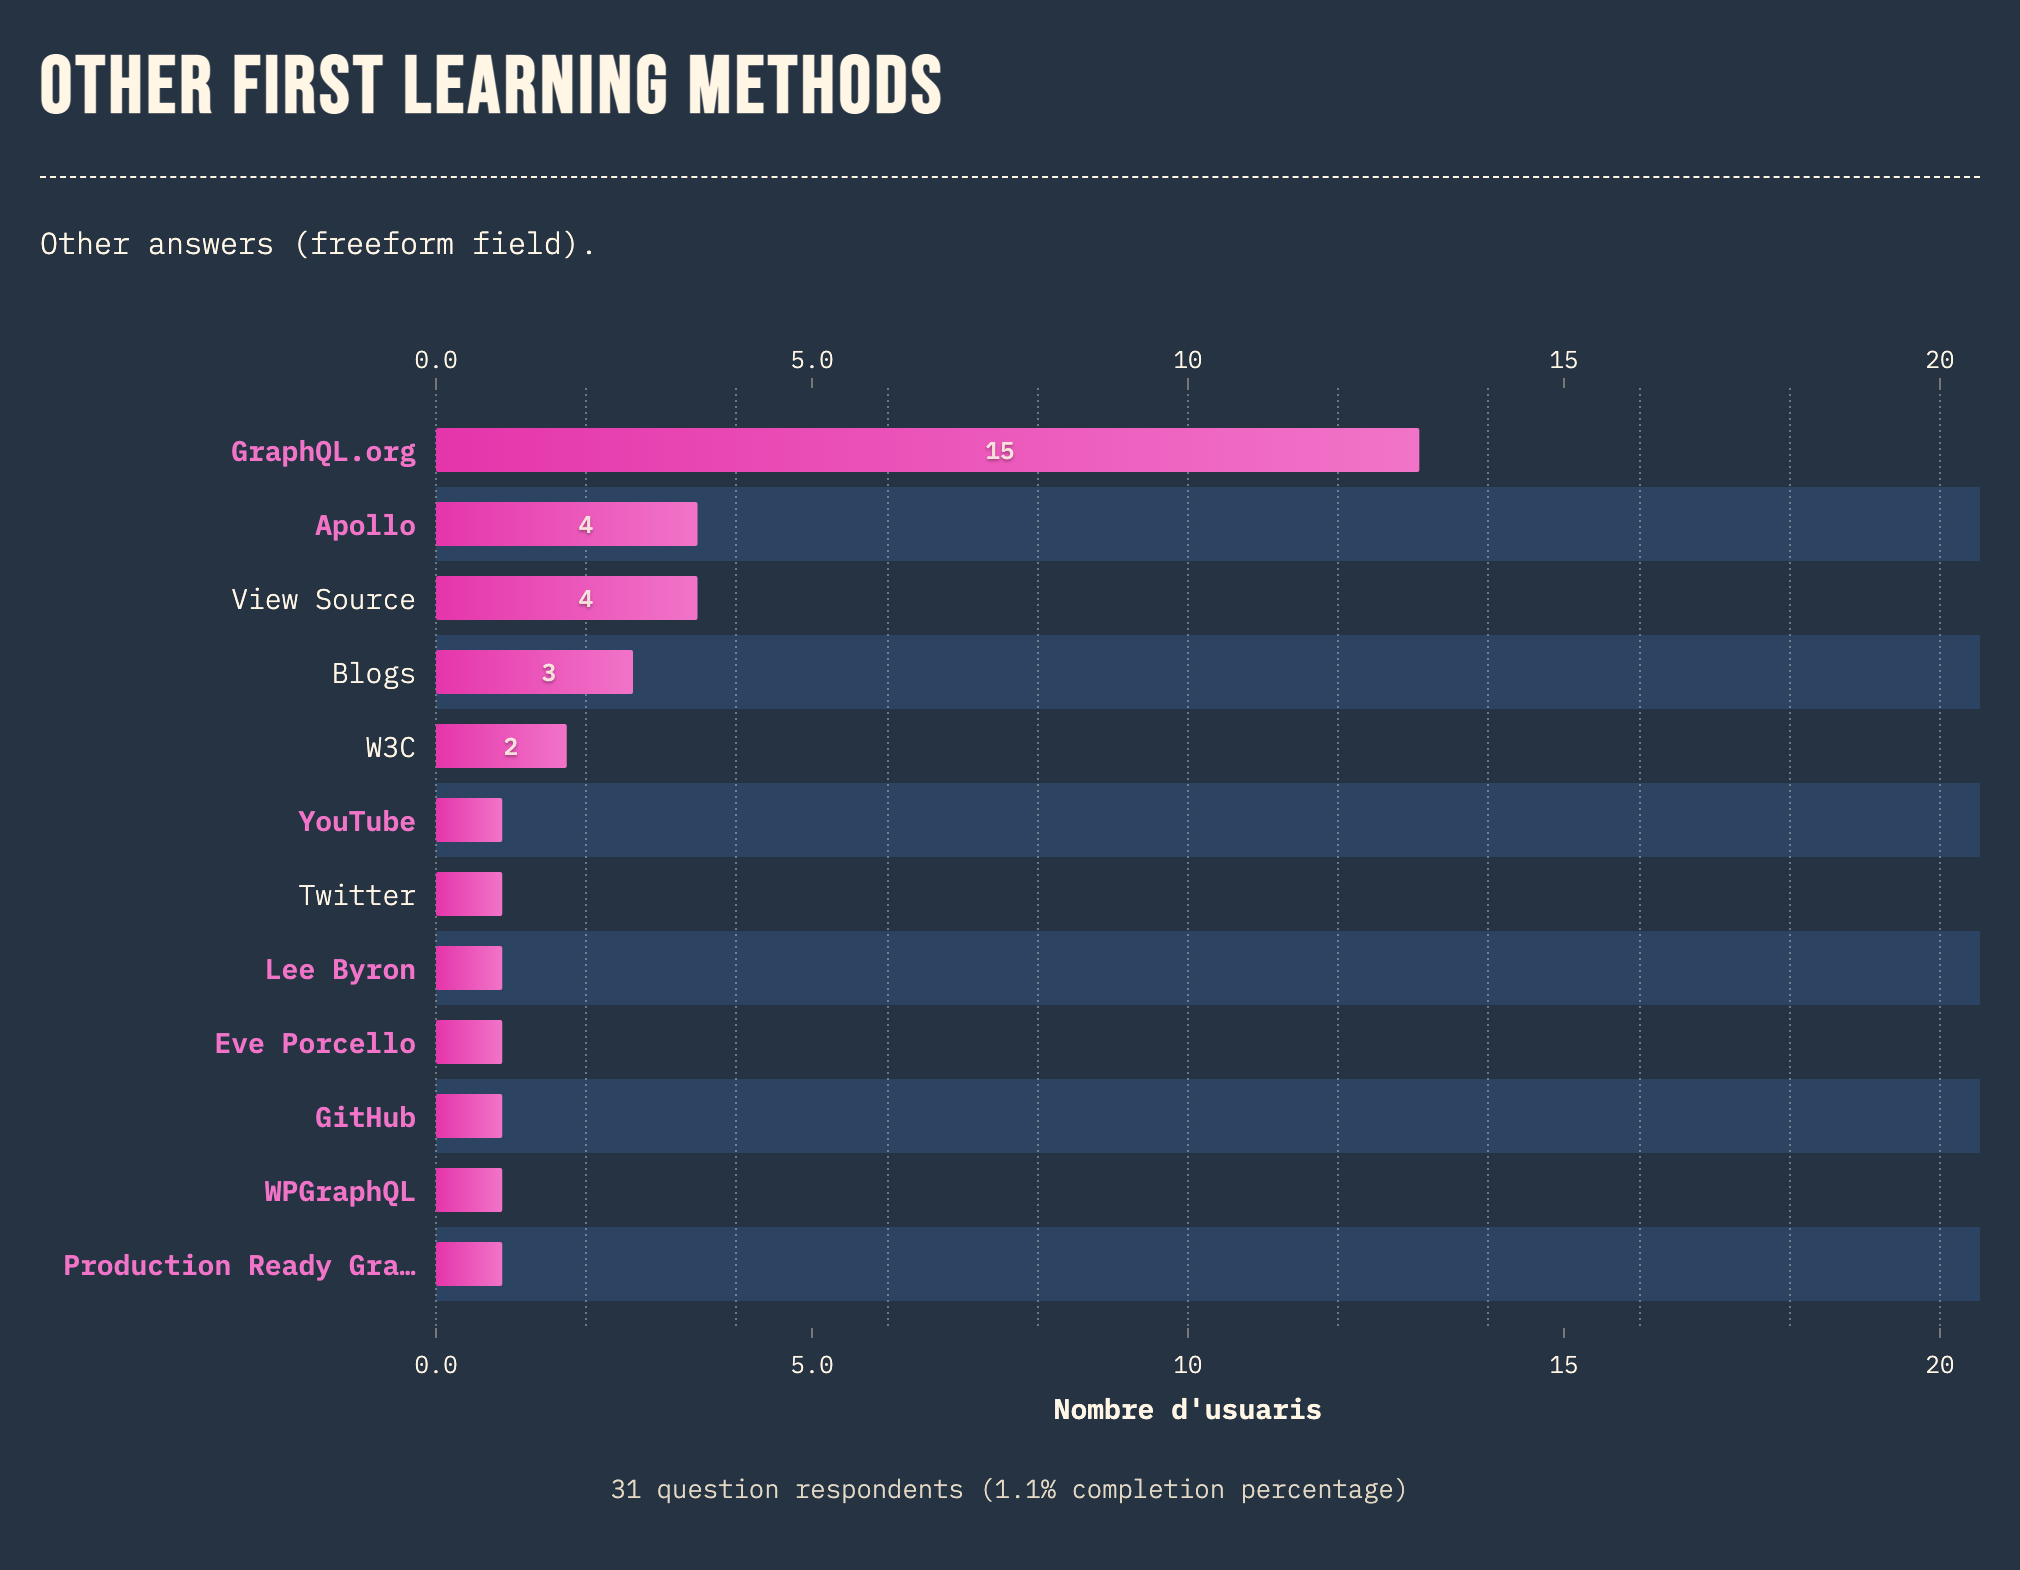 OTHER FIRST LEARNING METHODS
Other answers (freeform field).
0.0 5.0 10 15 20
GraphQL.org 15
Apollo 4
View Source 4
Blogs 3
W3C 2
YouTube
Twitter
Lee Byron
Eve Porcello
GitHub
WPGraphQL
Production Ready Gra…
0.0 5.0 10 15 20
Nombre d'usuaris
31 question respondents (1.1% completion percentage)